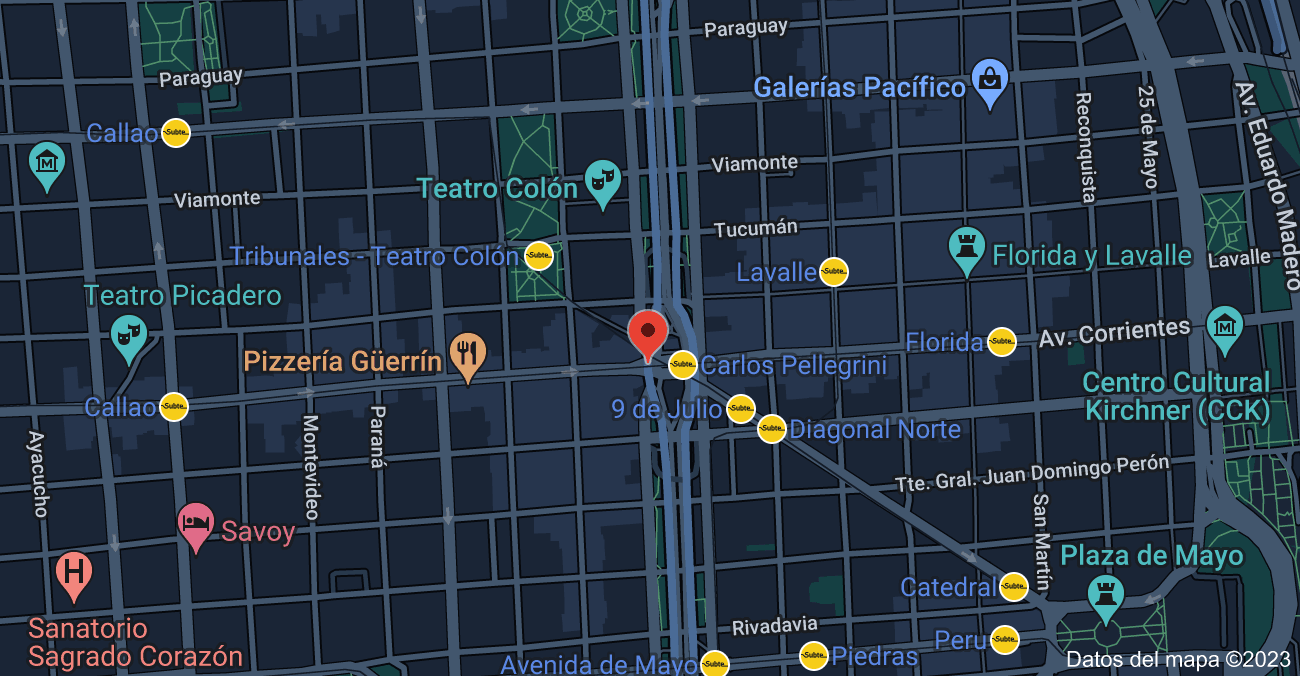 Paraguay
Paraguay
Galerías Pacífico
Reconquista
25 de Mayo
Av. Eduardo Madero
Callao
Subte...
Viamonte
Teatro Colón
Viamonte
Tucumán
Tribunales - Teatro Colón
Subte...
Lavalle
Subte...
Florida y Lavalle
Lavalle
Teatro Picadero
Pizzería Güerrín
Carlos Pellegrini
Subte...
Florida
Subte...
Av. Corrientes
Centro Cultural
Kirchner (CCK)
Callao
Subte...
9 de Julio
Subte...
Diagonal Norte
Subte...
Ayacucho
Montevideo
Paraná
Tte. Gral. Juan Domingo Perón
San Martín
Savoy
H
Sanatorio
Sagrado Corazón
Plaza de Mayo
Catedral
Subte...
Rivadavia
Peru
Subte...
Avenida de Mayo
Subte...
Piedras
Subte...
Datos del mapa ©2023